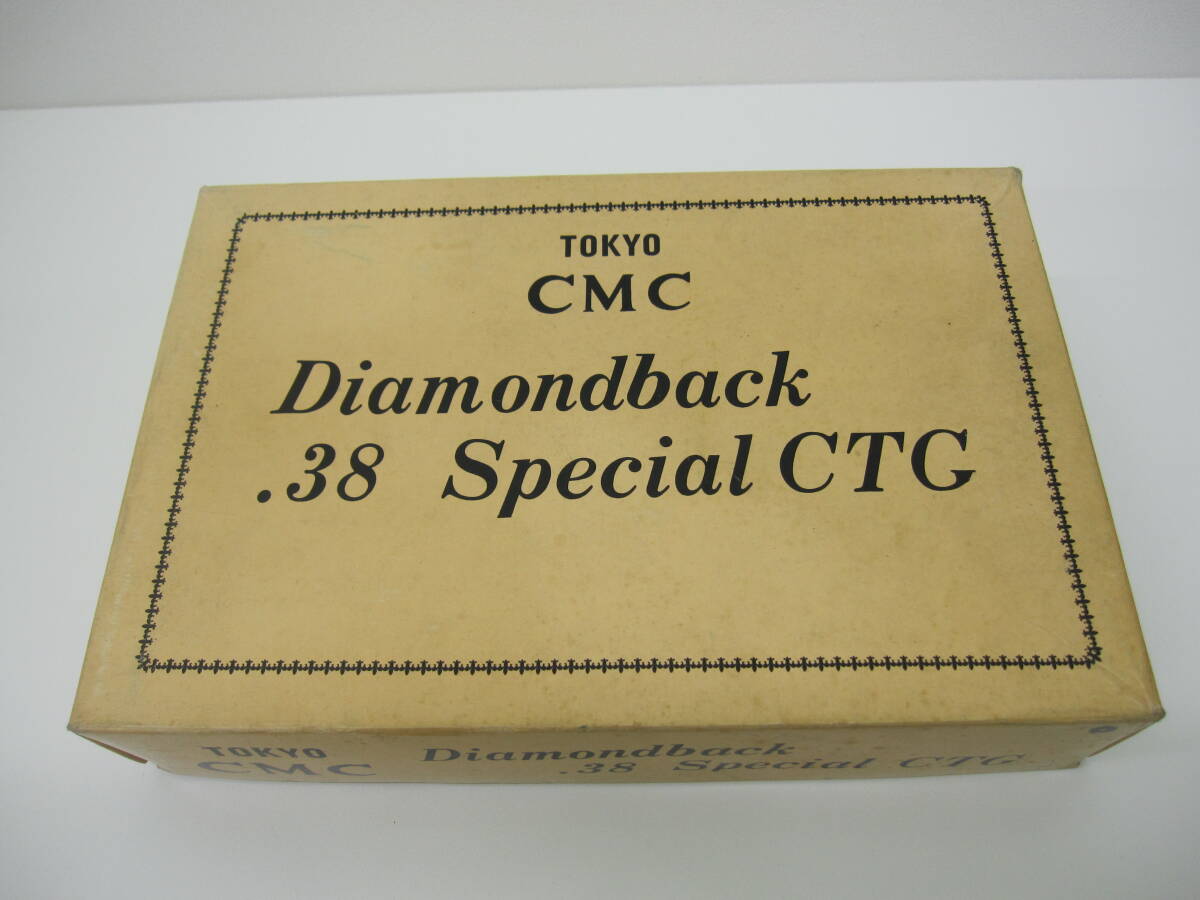 TOKYO
CMC
Diamondback
.38 Special CTG
TOKYO
CMC
Diamondback
.38 Special CTG